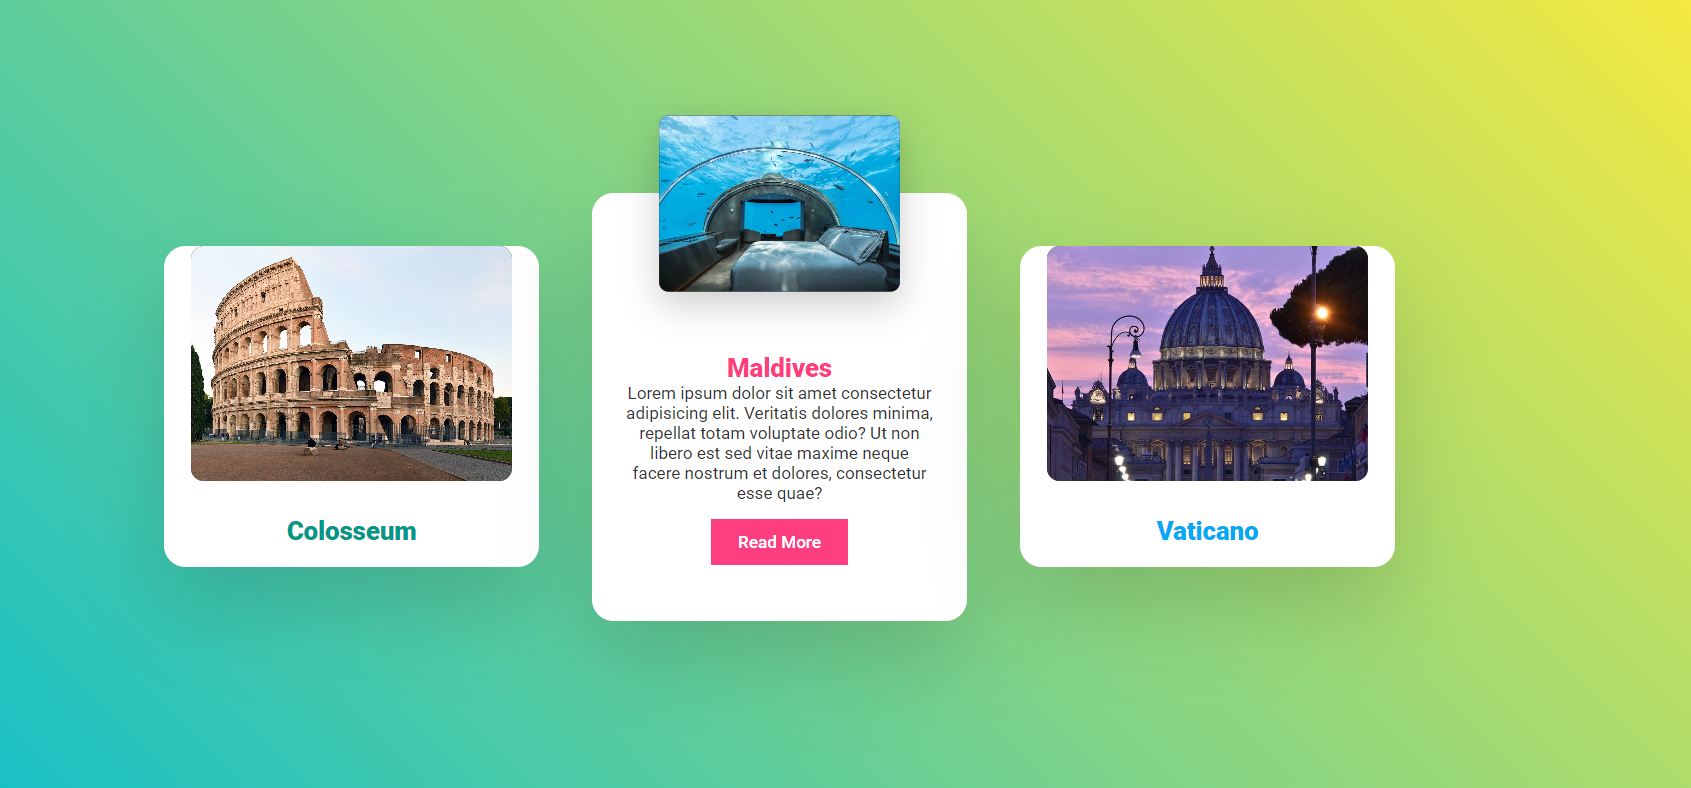 Colosseum
Maldives
Lorem ipsum dolor sit amet consectetur
adipisicing elit. Veritatis dolores minima,
repellat totam voluptate odio? Ut non
libero est sed vitae maxime neque
facere nostrum et dolores, consectetur
esse quae?
Read More
Vaticano